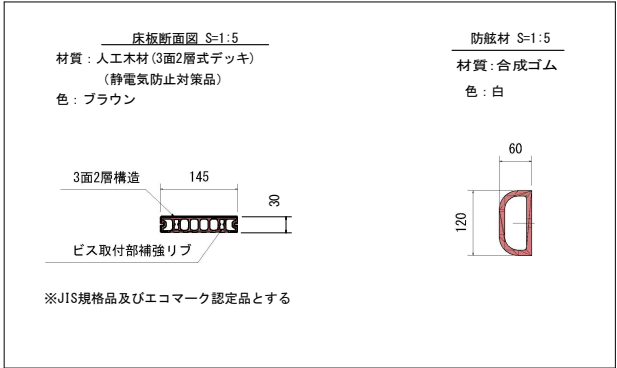 床板断面図 S=1:5
材質：人工木材(3面2層式デッキ)
（静電気防止対策品）
色：ブラウン
防舷材 S=1:5
材質：合成ゴム
色：白
3面2層構造
145
30
ビス取付部補強リブ
60
120
※JIS規格品及びエコマーク認定品とする